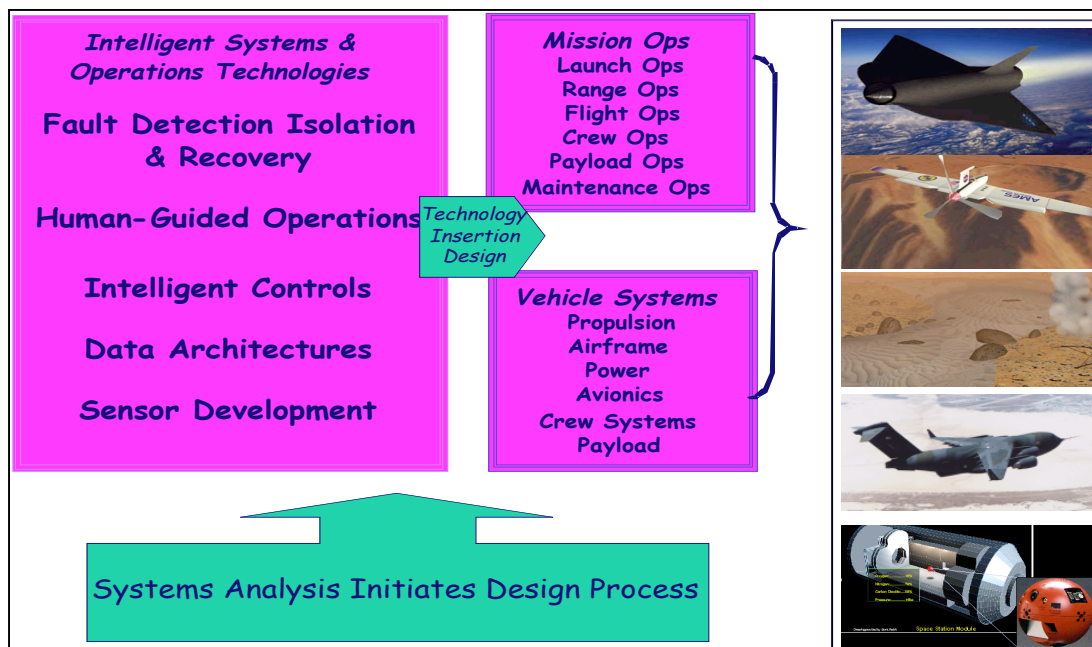 Intelligent Systems &
Operations Technologies
Fault Detection Isolation
& Recovery
Human-Guided Operations
Intelligent Controls
Data Architectures
Sensor Development
Technology
Insertion
Design
Mission Ops
Launch Ops
Range Ops
Flight Ops
Crew Ops
Payload Ops
Maintenance Ops
Vehicle Systems
Propulsion
Airframe
Power
Avionics
Crew Systems
Payload
Systems Analysis Initiates Design Process
AMES
Space Station Module